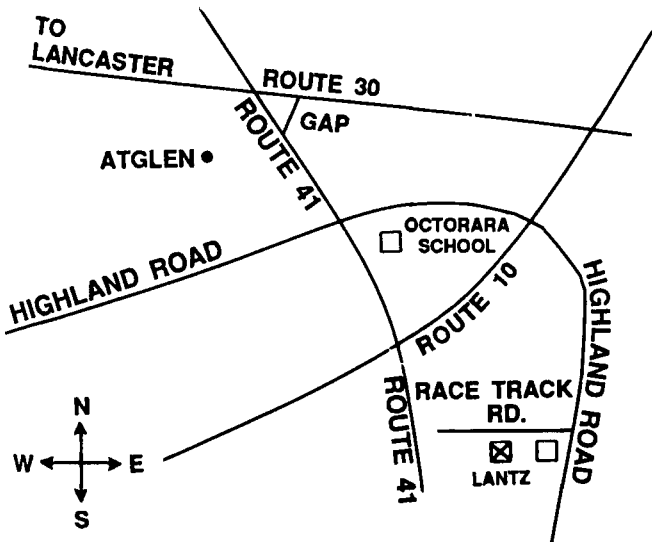 TO
LANCASTER
ROUTE 30
ROUTE 41
GAP
ATGLEN
OCTORARA
SCHOOL
HIGHLAND ROAD
ROUTE 10
HIGHLAND ROAD
RACE TRACK
RD.
ROUTE 41
LANTZ
N
W E
S